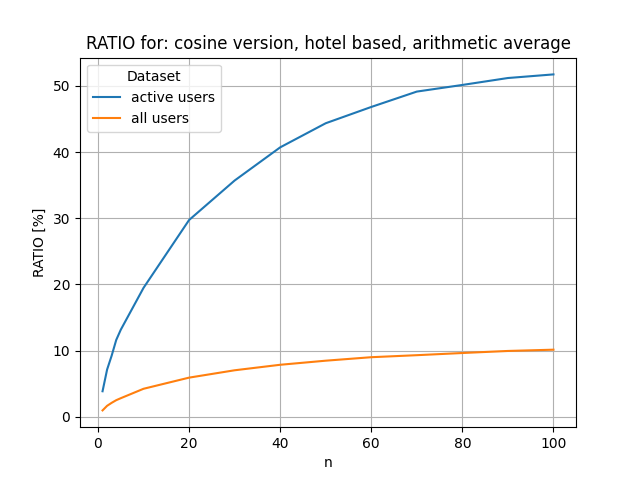 RATIO for: cosine version, hotel based, arithmetic average
Dataset
active users
all users
RATIO [%]
50
40
30
20
10
0
0 20 40 60 80 100
n